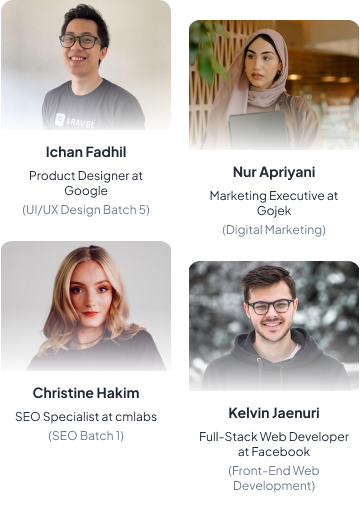 GRAVEL
Ichan Fadhil
Product Designer at
Google
(UI/UX Design Batch 5)
Nur Apriyani
Marketing Executive at
Gojek
(Digital Marketing)
Christine Hakim
SEO Specialist at cmlabs
(SEO Batch 1)
Kelvin Jaenuri
Full-Stack Web Developer
at Facebook
(Front-End Web
Development)